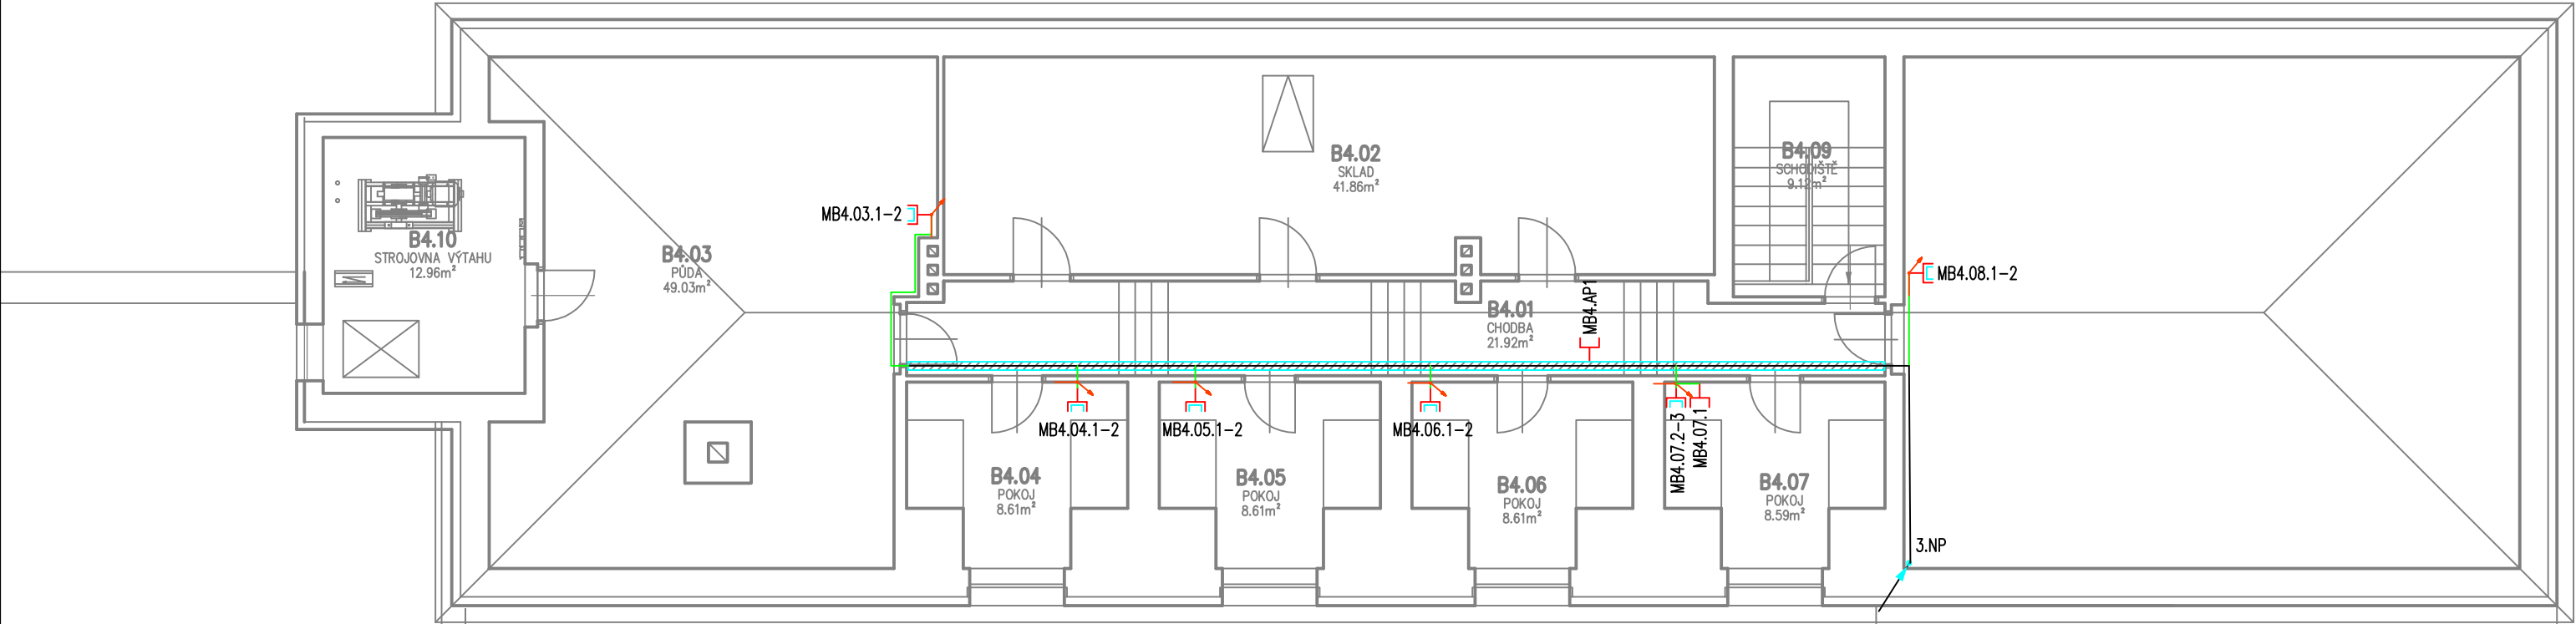 B4.02
SKLAD
41.86m²
B4.09
SCHODIŠTĚ
9.12m²
MB4.03.1-2
B4.10
STROJOVNA VÝTAHU
12.96m²
B4.03
PŮDA
49.03m²
MB4.08.1-2
B4.01
CHODBA
21.92m²
MB4.AP1
MB4.04.1-2
MB4.05.1-2
MB4.06.1-2
MB4.07.2-3
MB4.07.1
B4.04
POKOJ
8.61m²
B4.05
POKOJ
8.61m²
B4.06
POKOJ
8.61m²
B4.07
POKOJ
8.59m²
3.NP